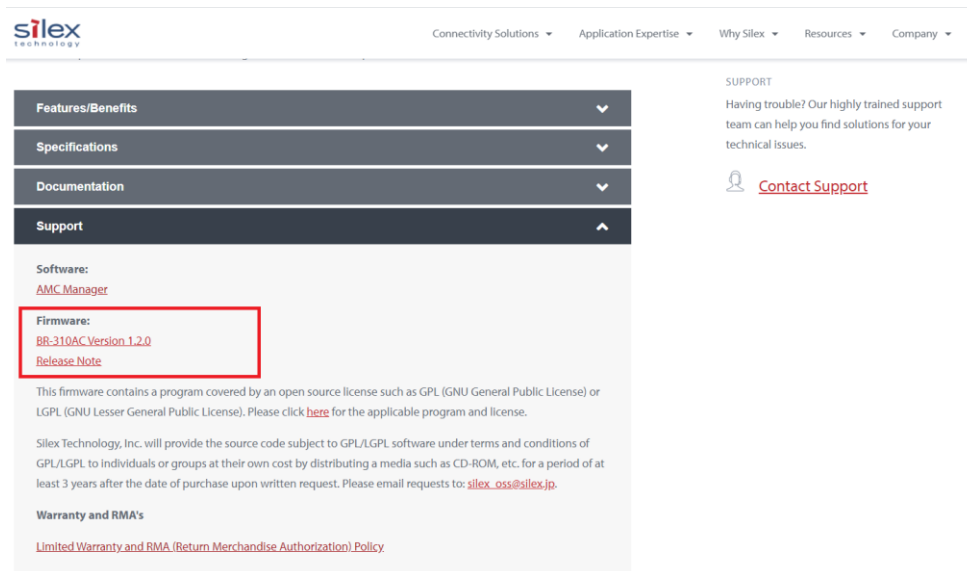 silex
technology
Connectivity Solutions
Application Expertise
Why Silex
Resources
Company
Features/Benefits
Specifications
Documentation
Support
Software:
AMC Manager
Firmware:
BR-310AC Version 1.2.0
Release Note
This firmware contains a program covered by an open source license such as GPL (GNU General Public License) or
LGPL (GNU Lesser General Public License). Please click here for the applicable program and license.
Silex Technology, Inc. will provide the source code subject to GPL/LGPL software under terms and conditions of
GPL/LGPL to individuals or groups at their own cost by distributing a media such as CD-ROM, etc. for a period of at
least 3 years after the date of purchase upon written request. Please email requests to: silex_oss@silex.jp.
Warranty and RMA's
Limited Warranty and RMA (Return Merchandise Authorization) Policy
SUPPORT
Having trouble? Our highly trained support
team can help you find solutions for your
technical issues.
Contact Support